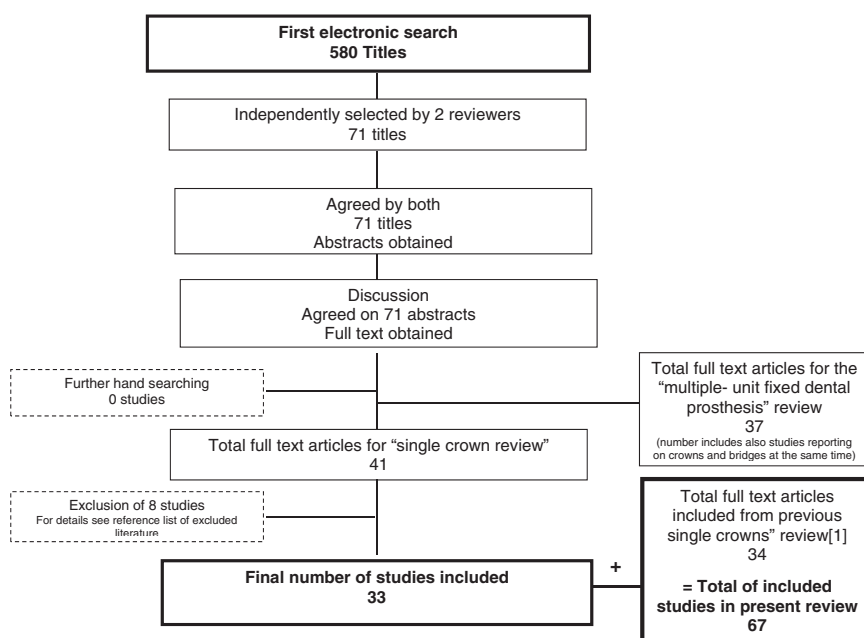 First electronic search
580 Titles
Independently selected by 2 reviewers
71 titles
Agreed by both
71 titles
Abstracts obtained
Discussion
Agreed on 71 abstracts
Full text obtained
Further hand searching
0 studies
Total full text articles for the
“multiple- unit fixed dental
prosthesis” review
37
(number includes also studies reporting
on crowns and bridges at the same time)
Total full text articles for “single crown review”
41
Exclusion of 8 studies
For details see reference list of excluded
literature
Final number of studies included
33
+
Total full text articles
included from previous
single crowns” review[1]
34
= Total of included
studies in present review
67